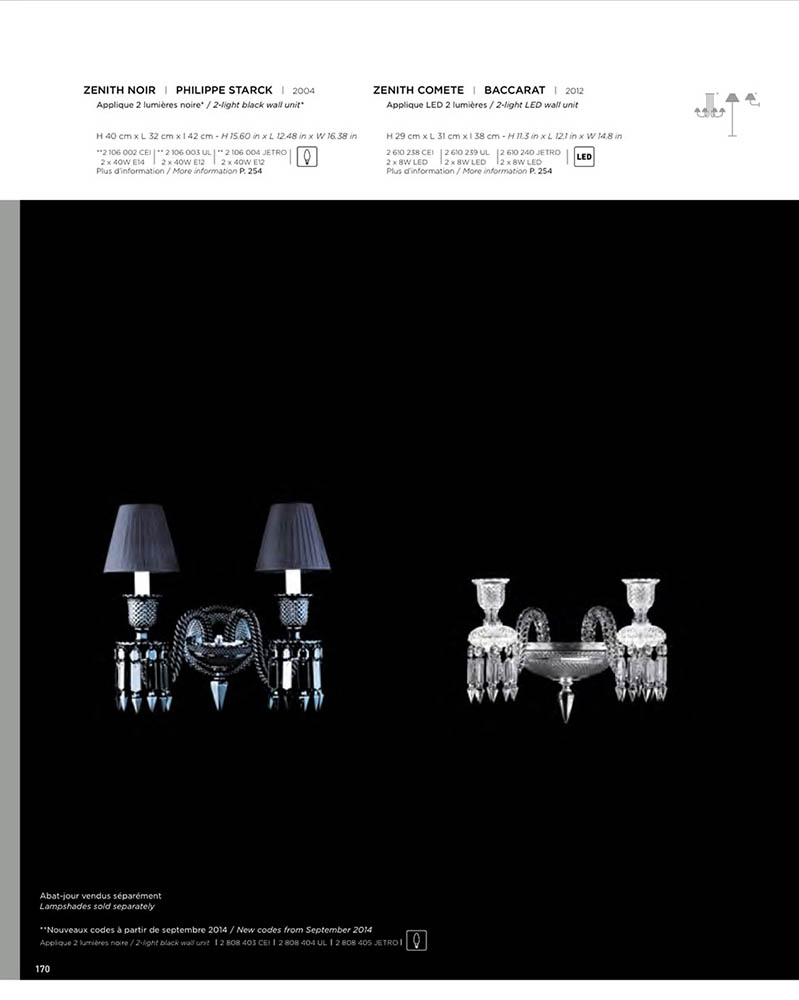 ZENITH NOIR | PHILIPPE STARCK | 2004
Applique 2 lumières noire* / 2-light black wall unit*
H 40 cm x L 32 cm x l 42 cm - H 15.60 in x L 12.48 in x W 16.38 in
**2 106 002 CEI | ** 2 106 003 UL | ** 2 106 004 JETRO |
2 x 40W E14 | 2 x 40W E12 | 2 x 40W E12
Plus d'information / More information P. 254
ZENITH COMETE | BACCARAT | 2012
Applique LED 2 lumières / 2-light LED wall unit
H 29 cm x L 31 cm x l 38 cm - H 11.3 in x L 12.1 in x W 14.8 in
2 610 238 CEI | 2 610 239 UL | 2 610 240 JETRO |
2 x 8W LED | 2 x 8W LED | 2 x 8W LED
LED
Plus d'information / More information P. 254
Abat-jour vendus séparément
Lampshades sold separately
**Nouveaux codes à partir de septembre 2014 / New codes from September 2014
Applique 2 lumières noire / 2-light black wall unit | 2 808 403 CEI | 2 808 404 UL | 2 808 405 JETRO |
170